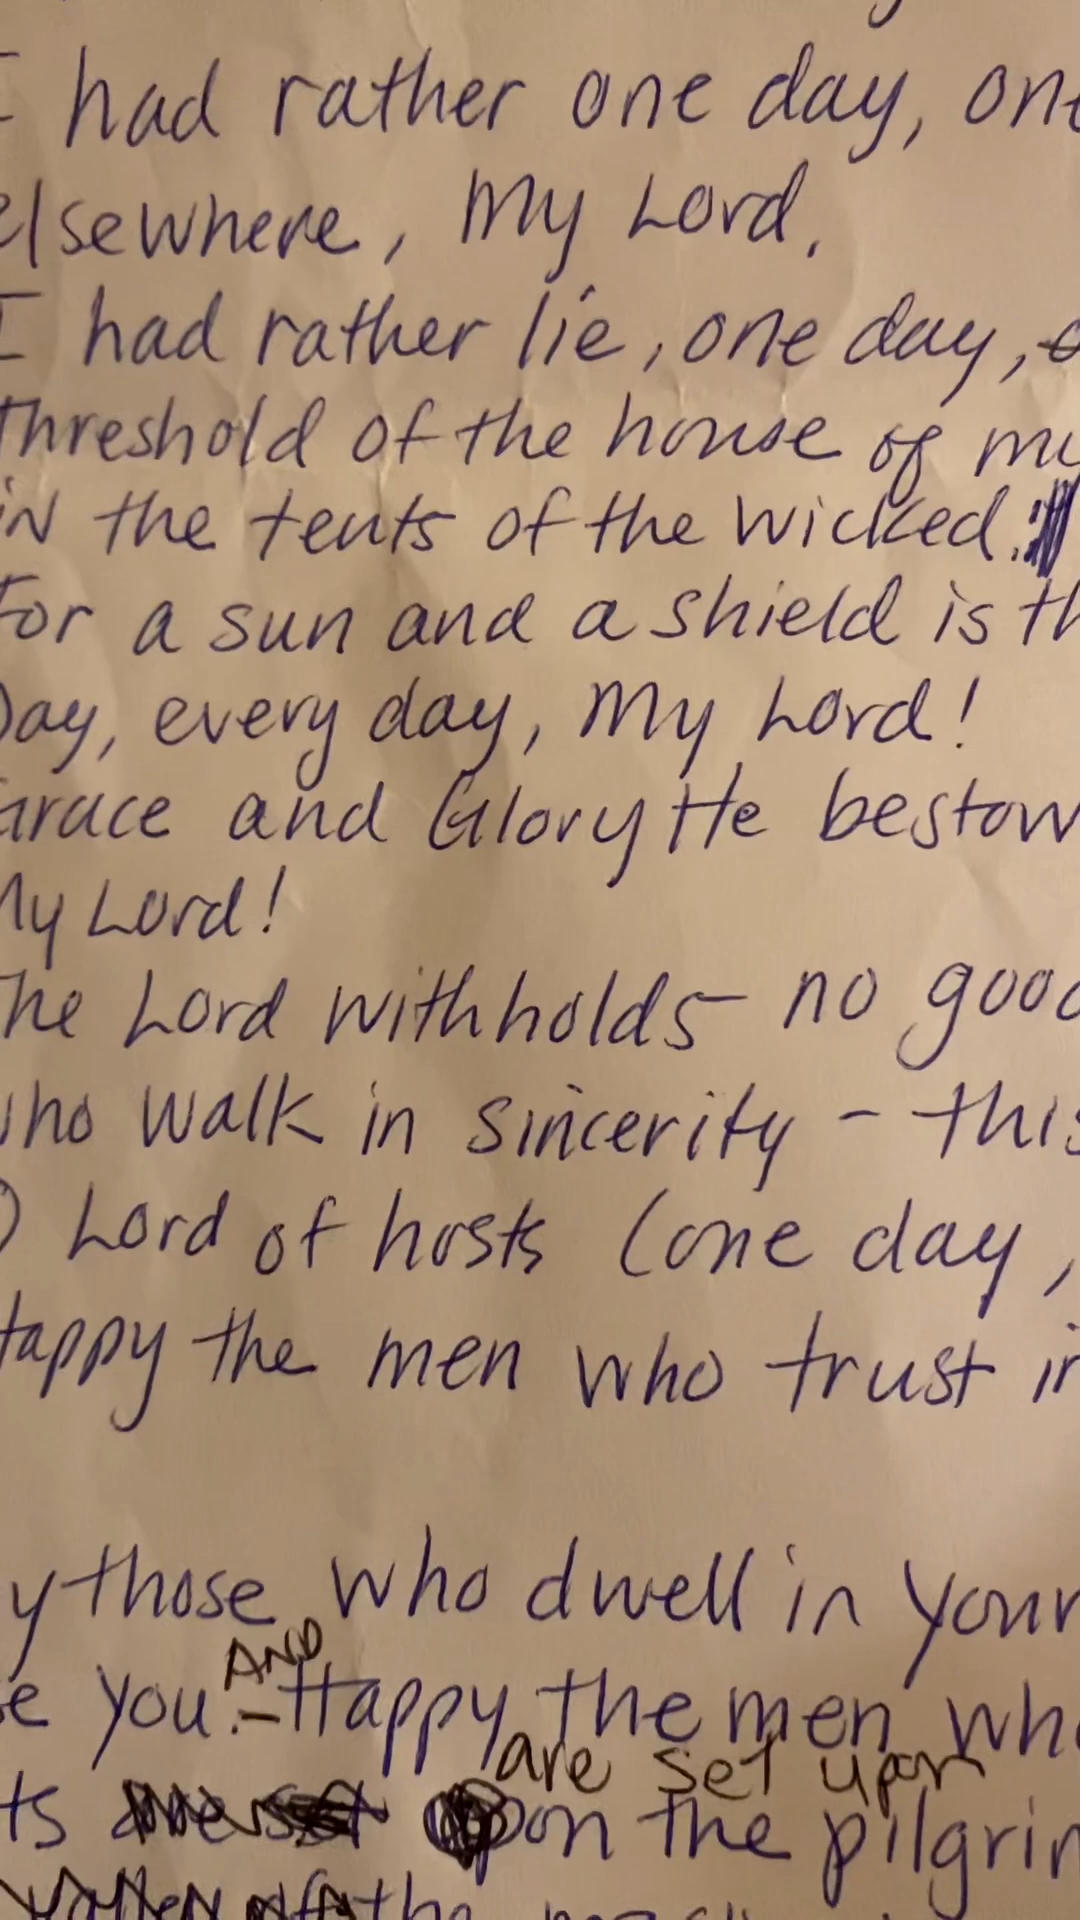 I had rather one day, one
elsewhere, My Lord.
I had rather lie, one day, o
Threshold of the house of my
in the tents of the wicked.
For a sun and a shield is th
Day, every day, My Lord!
Grace and Glory He bestow
My Lord!
The Lord withholds no good
who walk in sincerity - this
O Lord of hosts (one day,
Happy the men who trust in
y those who dwell in your
e you. - AND Happy the men who
are set upon
ts on the pilgrim
of the